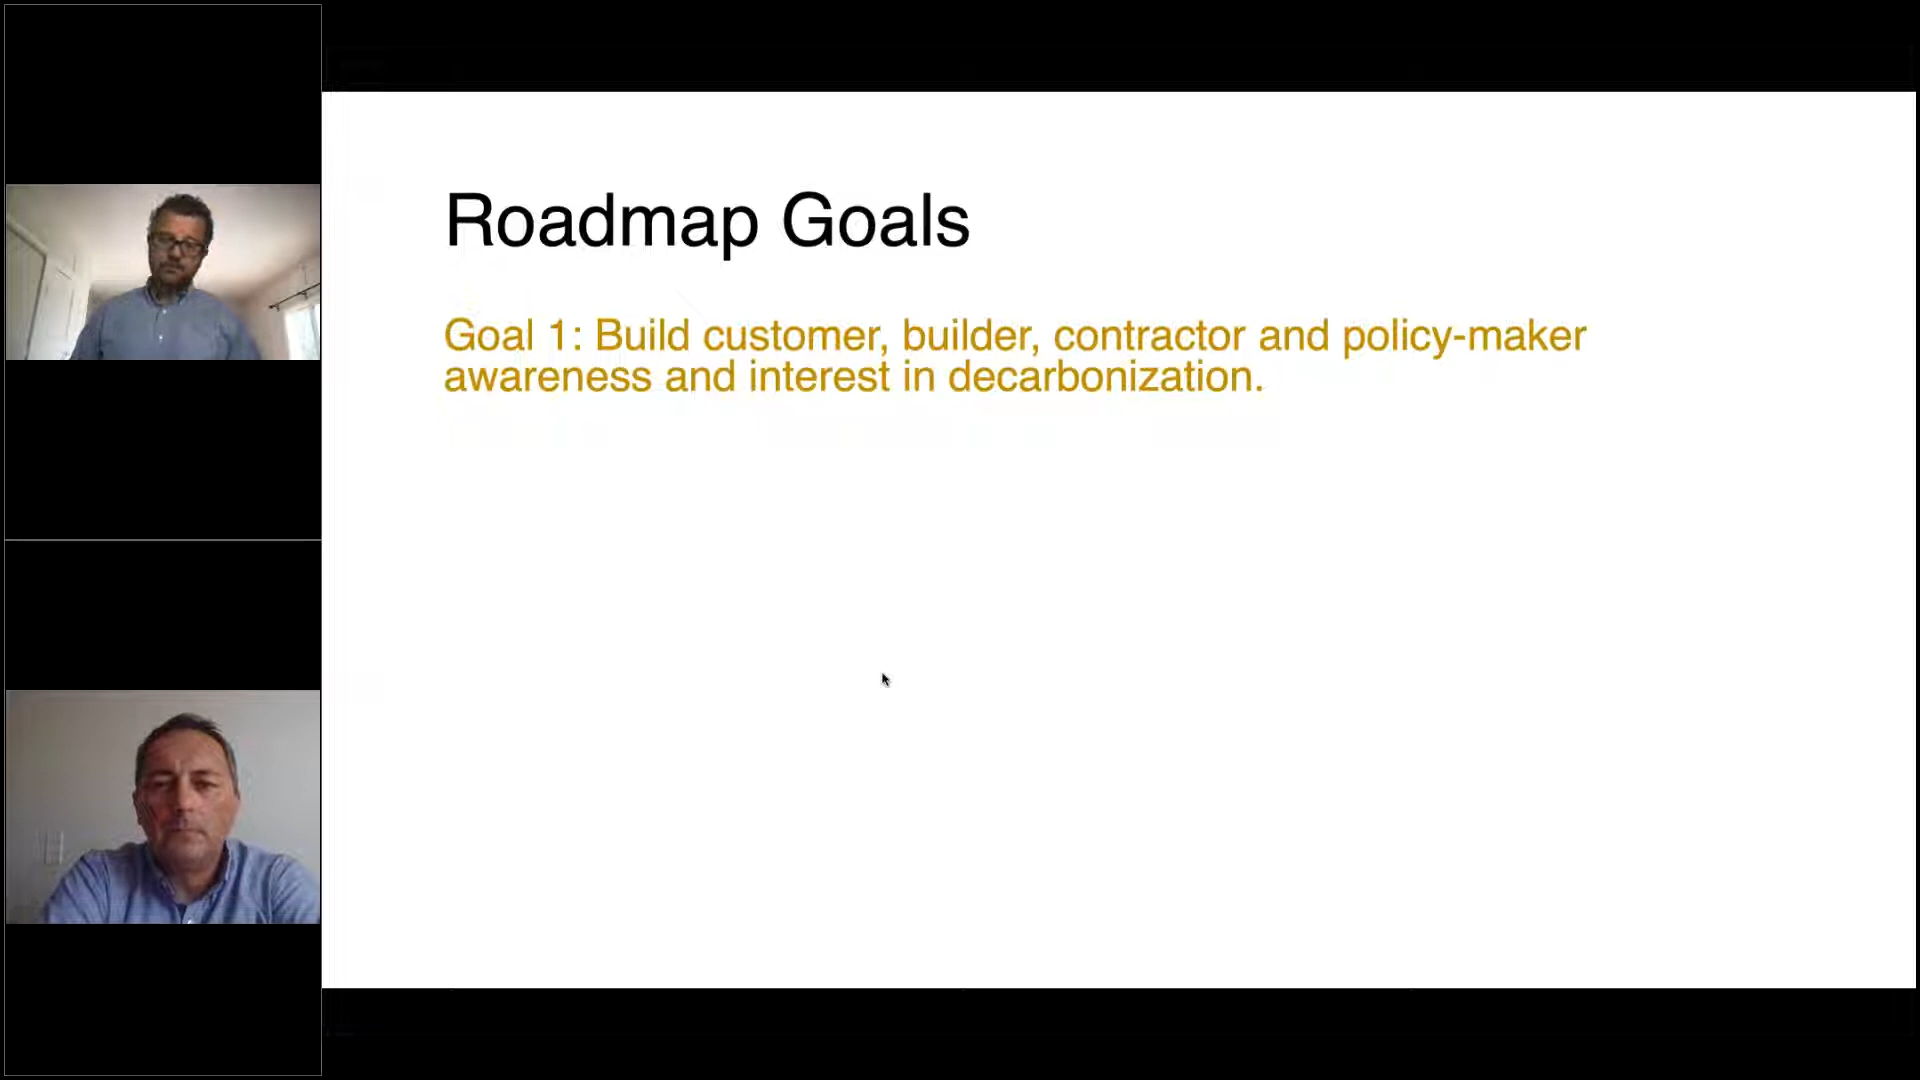 Roadmap Goals
Goal 1: Build customer, builder, contractor and policy-maker
awareness and interest in decarbonization.